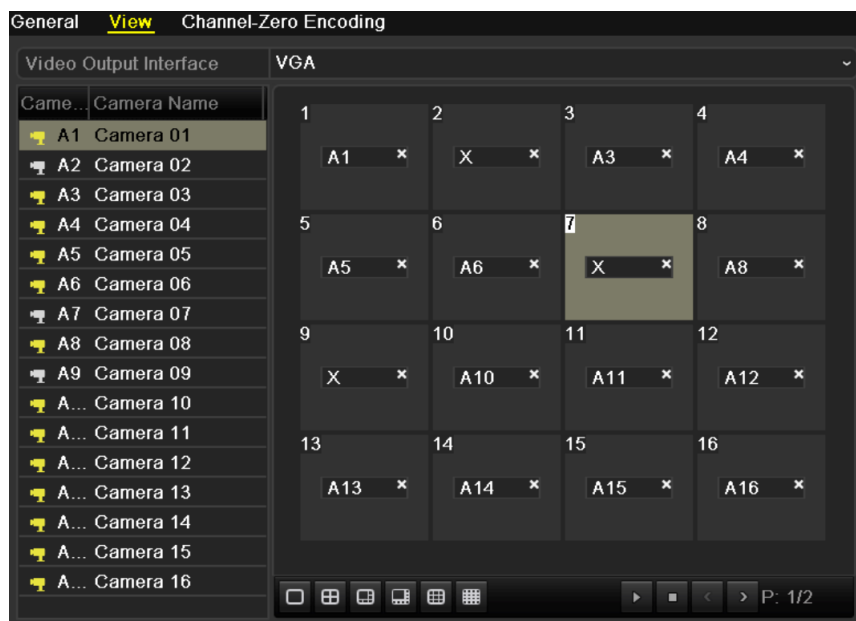 General View Channel-Zero Encoding
Video Output Interface VGA
Came... Camera Name
A1 Camera 01
A2 Camera 02
A3 Camera 03
A4 Camera 04
A5 Camera 05
A6 Camera 06
A7 Camera 07
A8 Camera 08
A9 Camera 09
A... Camera 10
A... Camera 11
A... Camera 12
A... Camera 13
A... Camera 14
A... Camera 15
A... Camera 16
1 2 3 4
A1 X A3 A4
5 6 7 8
A5 A6 X A8
9 10 11 12
X A10 A11 A12
13 14 15 16
A13 A14 A15 A16
P: 1/2